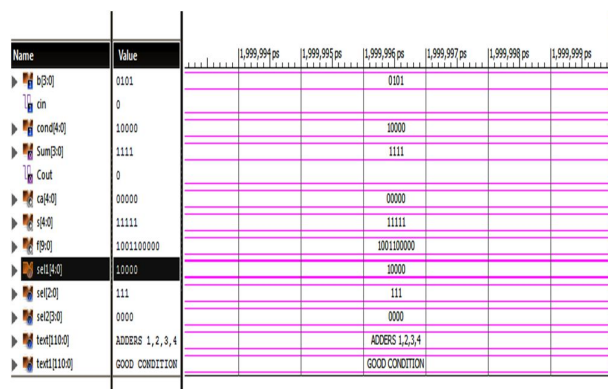 Name Value 1,999,994 ps 1,999,995 ps 1,999,996 ps 1,999,997 ps 1,999,998 ps 1,999,999 ps
b[3:0] 0101 0101
cin 0
cond[4:0] 10000 10000
Sum[3:0] 1111 1111
Cout 0
ca[4:0] 00000 00000
s[4:0] 11111 11111
f[9:0] 1001100000 1001100000
sel1[4:0] 10000 10000
sel[2:0] 111 111
sel2[3:0] 0000 0000
text[110:0] ADDERS 1,2,3,4 ADDERS 1,2,3,4
text1[110:0] GOOD CONDITION GOOD CONDITION